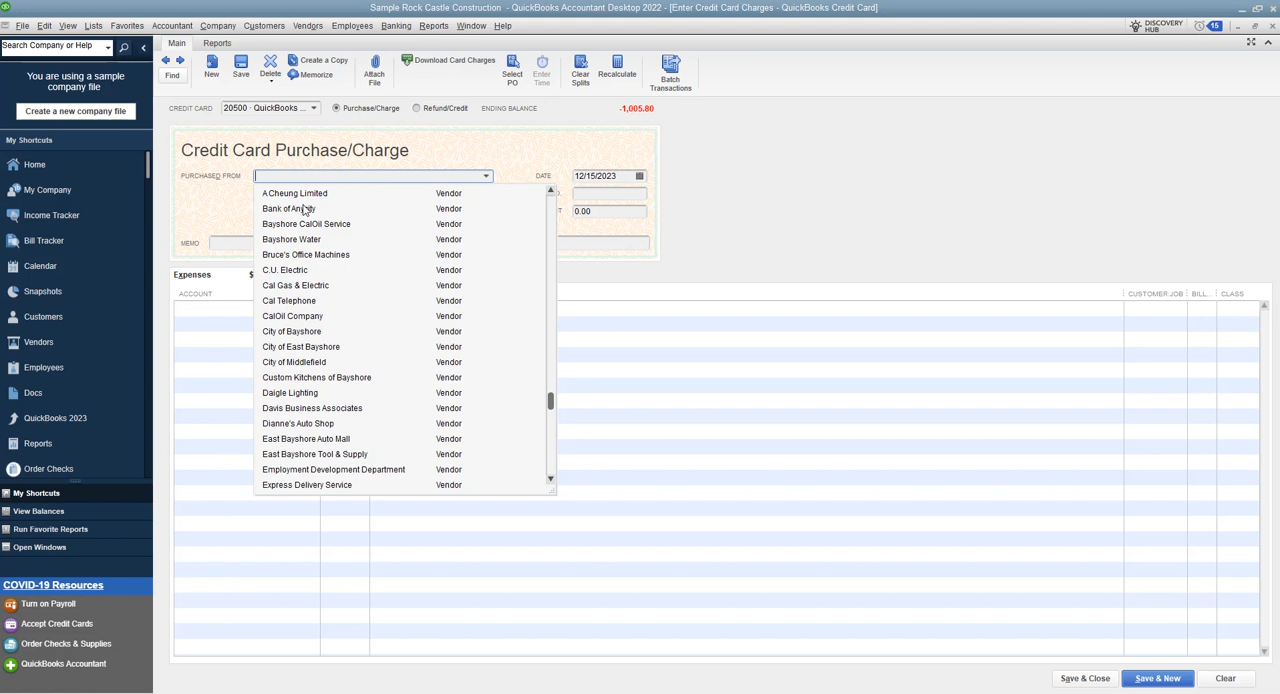 Sample Rock Castle Construction - QuickBooks Accountant Desktop 2022 - [Enter Credit Card Charges - QuickBooks Credit Card]
File Edit View Lists Favorites Accountant Company Customers Vendors Employees Banking Reports Window Help
DISCOVERY HUB 15
Search Company or Help
Main Reports
Find New Save Delete Create a Copy Memorize Attach File Download Card Charges Select PO Enter Time Clear Splits Recalculate Batch Transactions
You are using a sample company file
Create a new company file
My Shortcuts
Home
My Company
Income Tracker
Bill Tracker
Calendar
Snapshots
Customers
Vendors
Employees
Docs
QuickBooks 2023
Reports
Order Checks
My Shortcuts
View Balances
Run Favorite Reports
Open Windows
COVID-19 Resources
Turn on Payroll
Accept Credit Cards
Order Checks & Supplies
QuickBooks Accountant
CREDIT CARD 20500 · QuickBooks ... Purchase/Charge Refund/Credit ENDING BALANCE -1,005.80
Credit Card Purchase/Charge
PURCHASED FROM DATE 12/15/2023
0.00
MEMO
A Cheung Limited Vendor
Bank of Vendor
Bayshore CalOil Service Vendor
Bayshore Water Vendor
Bruce's Office Machines Vendor
C.U. Electric Vendor
Cal Gas & Electric Vendor
Cal Telephone Vendor
CalOil Company Vendor
City of Bayshore Vendor
City of East Bayshore Vendor
City of Middlefield Vendor
Custom Kitchens of Bayshore Vendor
Daigle Lighting Vendor
Davis Business Associates Vendor
Dianne's Auto Shop Vendor
East Bayshore Auto Mall Vendor
East Bayshore Tool & Supply Vendor
Employment Development Department Vendor
Express Delivery Service Vendor
Expenses $
ACCOUNT CUSTOMER:JOB BILL... CLASS
Save & Close Save & New Clear